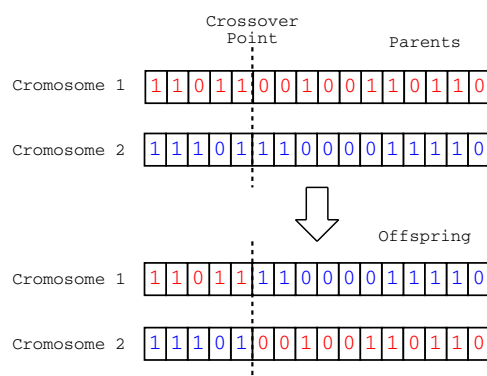 Crossover
Point
Parents
Cromosome 1 1 1 0 1 1 0 0 1 0 0 1 1 0 1 1 0
Cromosome 2 1 1 1 0 1 1 1 0 0 0 0 1 1 1 1 0
Offspring
Cromosome 1 1 1 0 1 1 1 1 0 0 0 0 1 1 1 1 0
Cromosome 2 1 1 1 0 1 0 0 1 0 0 1 1 0 1 1 0